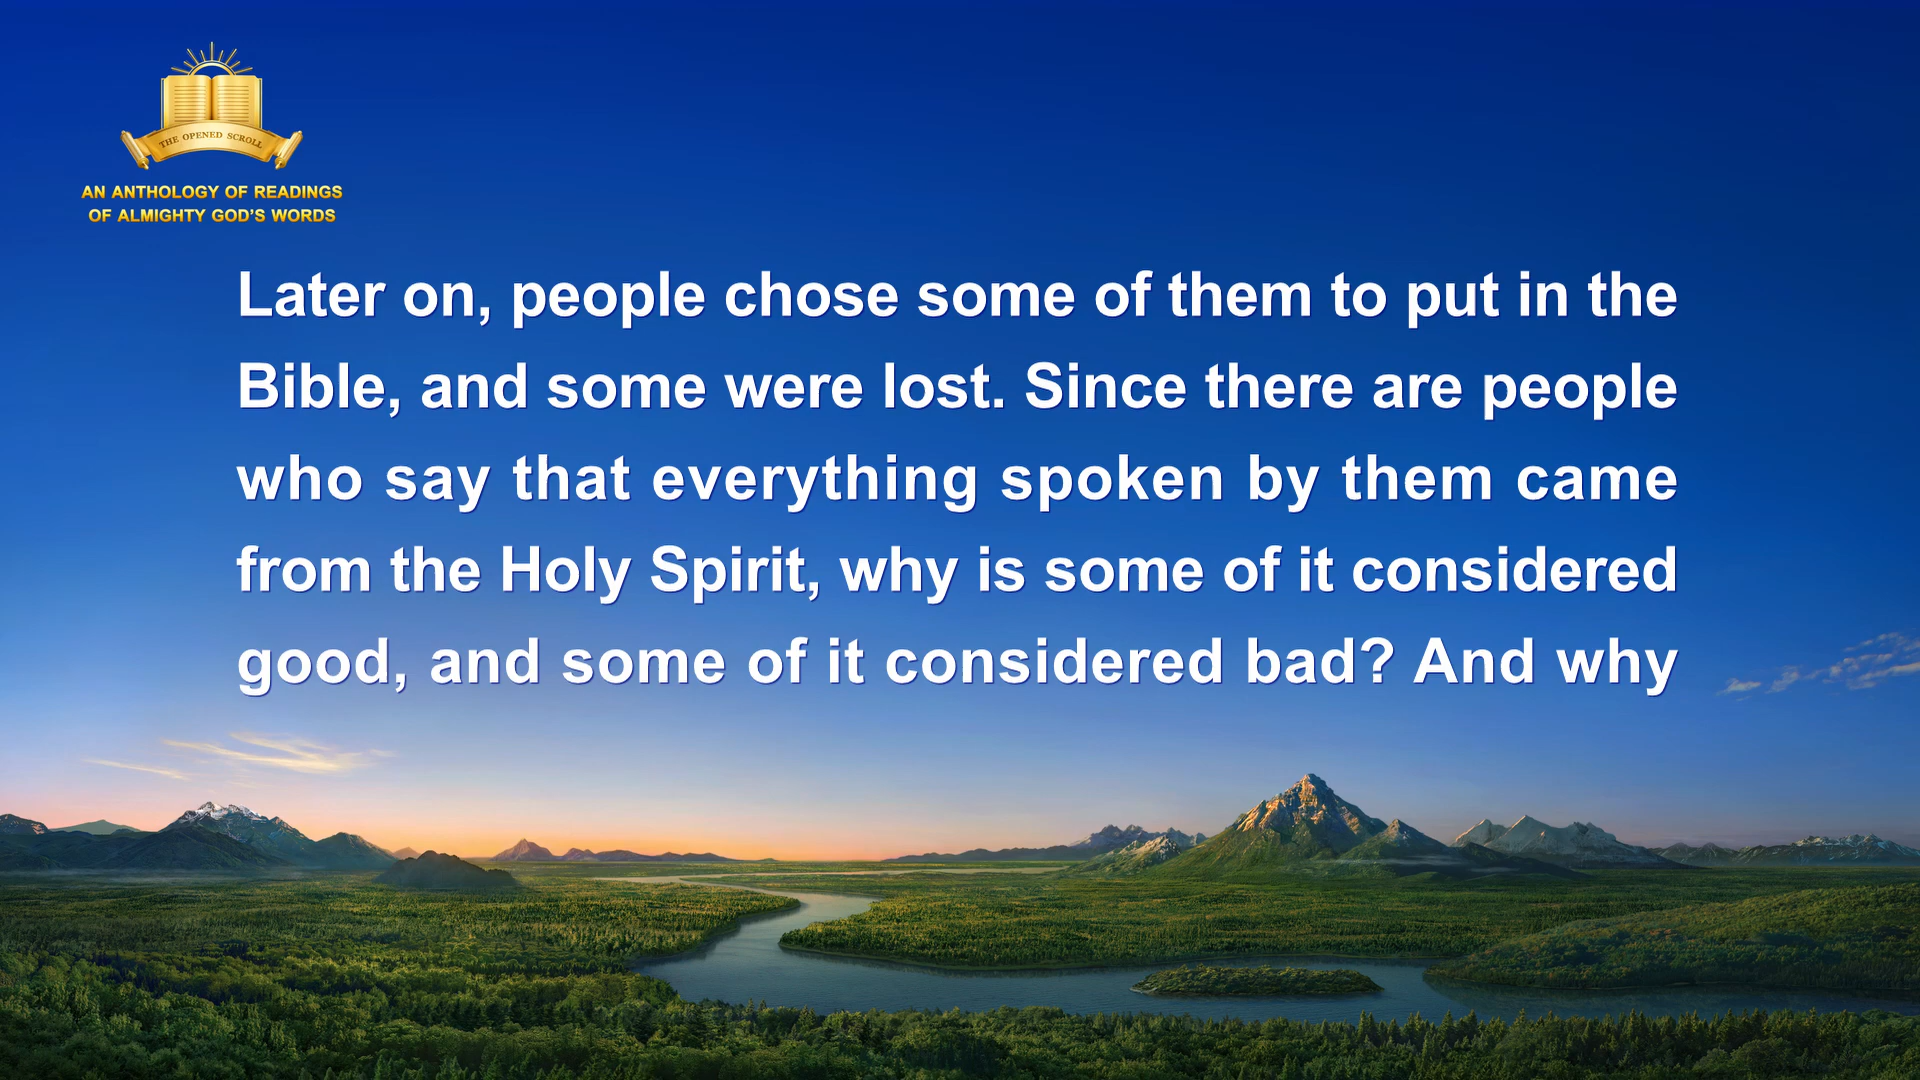 THE OPENED SCROLL
AN ANTHOLOGY OF READINGS
OF ALMIGHTY GOD'S WORDS
Later on, people chose some of them to put in the
Bible, and some were lost. Since there are people
who say that everything spoken by them came
from the Holy Spirit, why is some of it considered
good, and some of it considered bad? And why